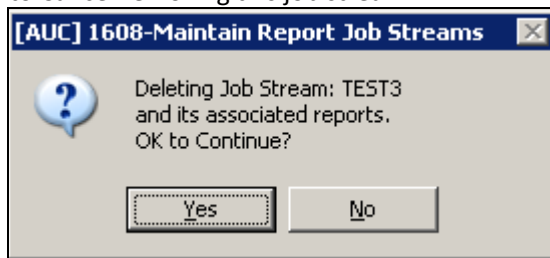 [AUC] 1608-Maintain Report Job Streams
Deleting Job Stream: TEST3
and its associated reports.
OK to Continue?
Yes
No